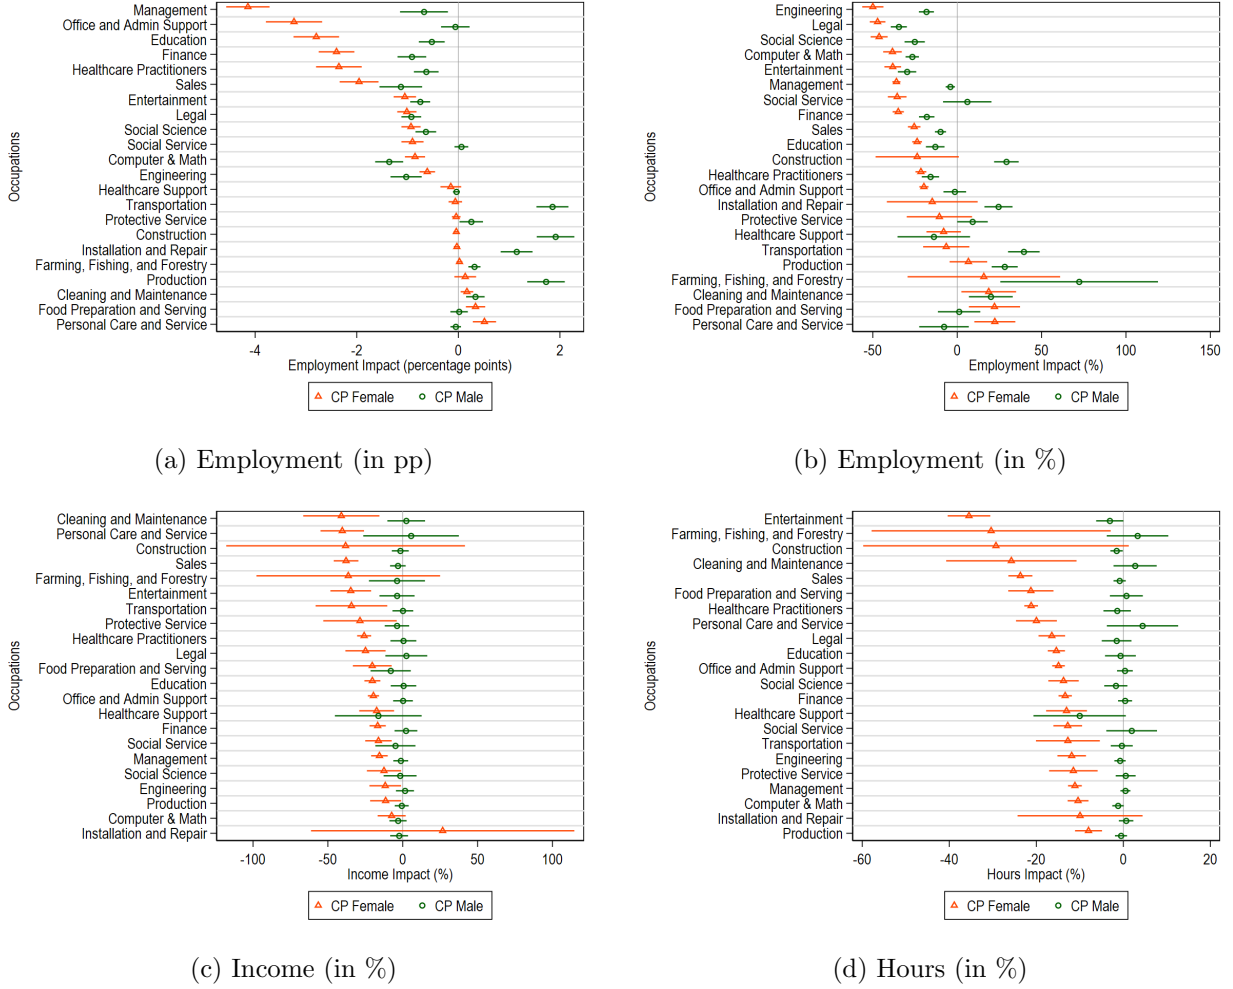 Occupations
Management
Office and Admin Support
Education
Finance
Healthcare Practitioners
Sales
Entertainment
Legal
Social Science
Social Service
Computer & Math
Engineering
Healthcare Support
Transportation
Protective Service
Construction
Installation and Repair
Farming, Fishing, and Forestry
Production
Cleaning and Maintenance
Food Preparation and Serving
Personal Care and Service
-4 -2 0 2
Employment Impact (percentage points)
CP Female CP Male
(a) Employment (in pp)
Occupations
Engineering
Legal
Social Science
Computer & Math
Entertainment
Management
Social Service
Finance
Sales
Education
Construction
Healthcare Practitioners
Office and Admin Support
Installation and Repair
Protective Service
Healthcare Support
Transportation
Production
Farming, Fishing, and Forestry
Cleaning and Maintenance
Food Preparation and Serving
Personal Care and Service
-50 0 50 100 150
Employment Impact (%)
CP Female CP Male
(b) Employment (in %)
Occupations
Cleaning and Maintenance
Personal Care and Service
Construction
Sales
Farming, Fishing, and Forestry
Entertainment
Transportation
Protective Service
Healthcare Practitioners
Legal
Food Preparation and Serving
Education
Office and Admin Support
Healthcare Support
Finance
Social Service
Management
Social Science
Engineering
Production
Computer & Math
Installation and Repair
-100 -50 0 50 100
Income Impact (%)
CP Female CP Male
(c) Income (in %)
Occupations
Entertainment
Farming, Fishing, and Forestry
Construction
Cleaning and Maintenance
Sales
Food Preparation and Serving
Healthcare Practitioners
Personal Care and Service
Legal
Education
Office and Admin Support
Social Science
Finance
Healthcare Support
Social Service
Transportation
Engineering
Protective Service
Management
Computer & Math
Installation and Repair
Production
-60 -40 -20 0 20
Hours Impact (%)
CP Female CP Male
(d) Hours (in %)